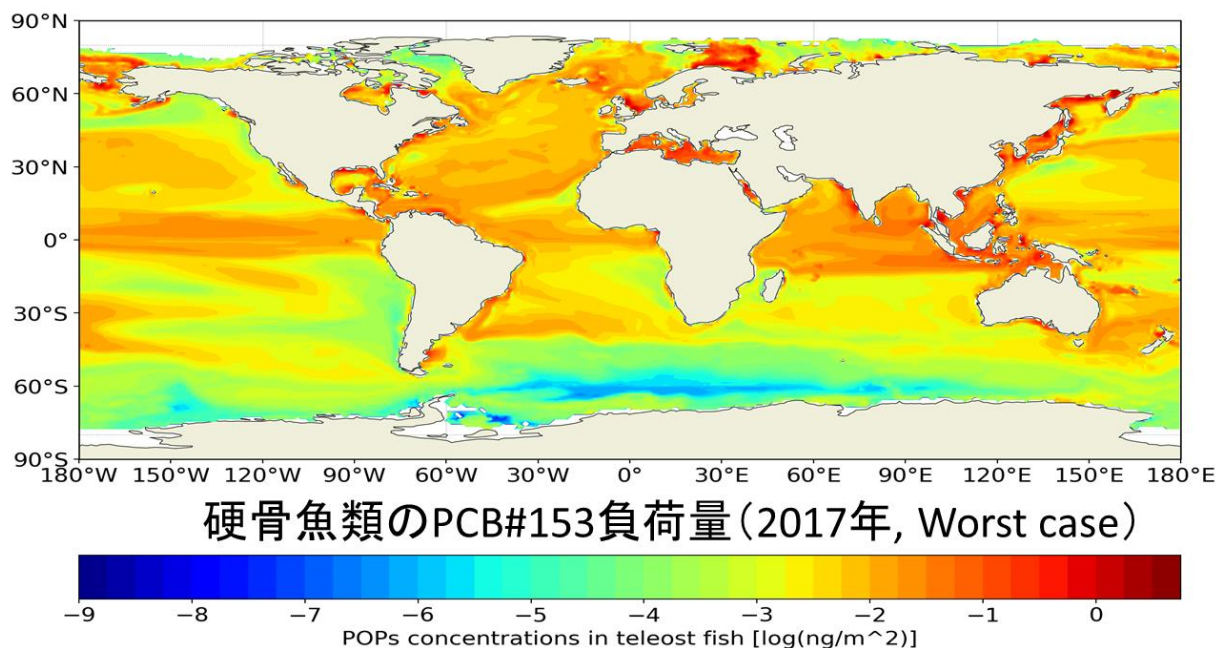 90°N
60°N
30°N
0°
30°S
60°S
90°S
180°W 150°W 120°W 90°W 60°W 30°W 0° 30°E 60°E 90°E 120°E 150°E 180°E
硬骨魚類のPCB#153負荷量(2017年, Worst case)
−9 −8 −7 −6 −5 −4 −3 −2 −1 0
POPs concentrations in teleost fish [log(ng/m^2)]